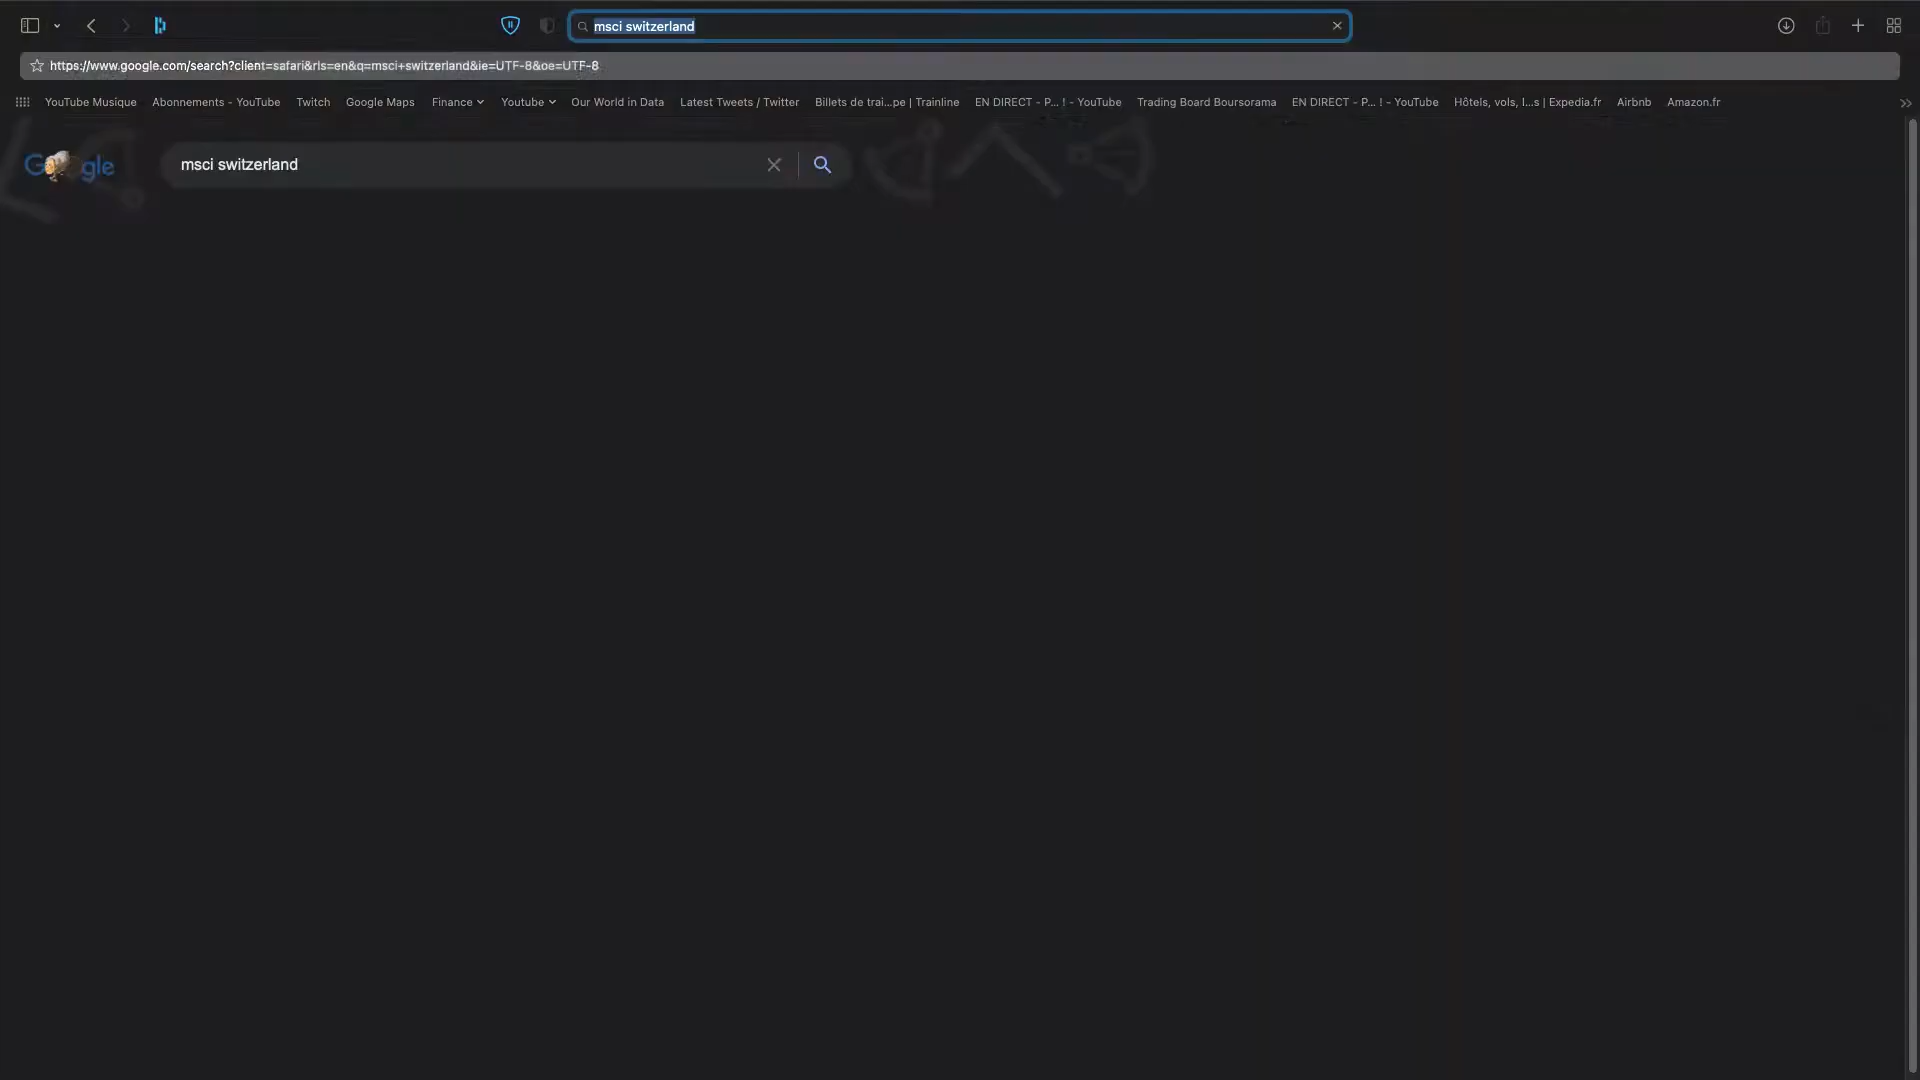 msci switzerland
https://www.google.com/search?client=safari&rls=en&q=msci+switzerland&ie=UTF-8&oe=UTF-8
YouTube Musique Abonnements - YouTube Twitch Google Maps Finance Youtube Our World in Data Latest Tweets / Twitter Billets de trai...pe | Trainline EN DIRECT - P... ! - YouTube Trading Board Boursorama EN DIRECT - P... ! - YouTube Hôtels, vols, l...s | Expedia.fr Airbnb Amazon.fr
Google msci switzerland